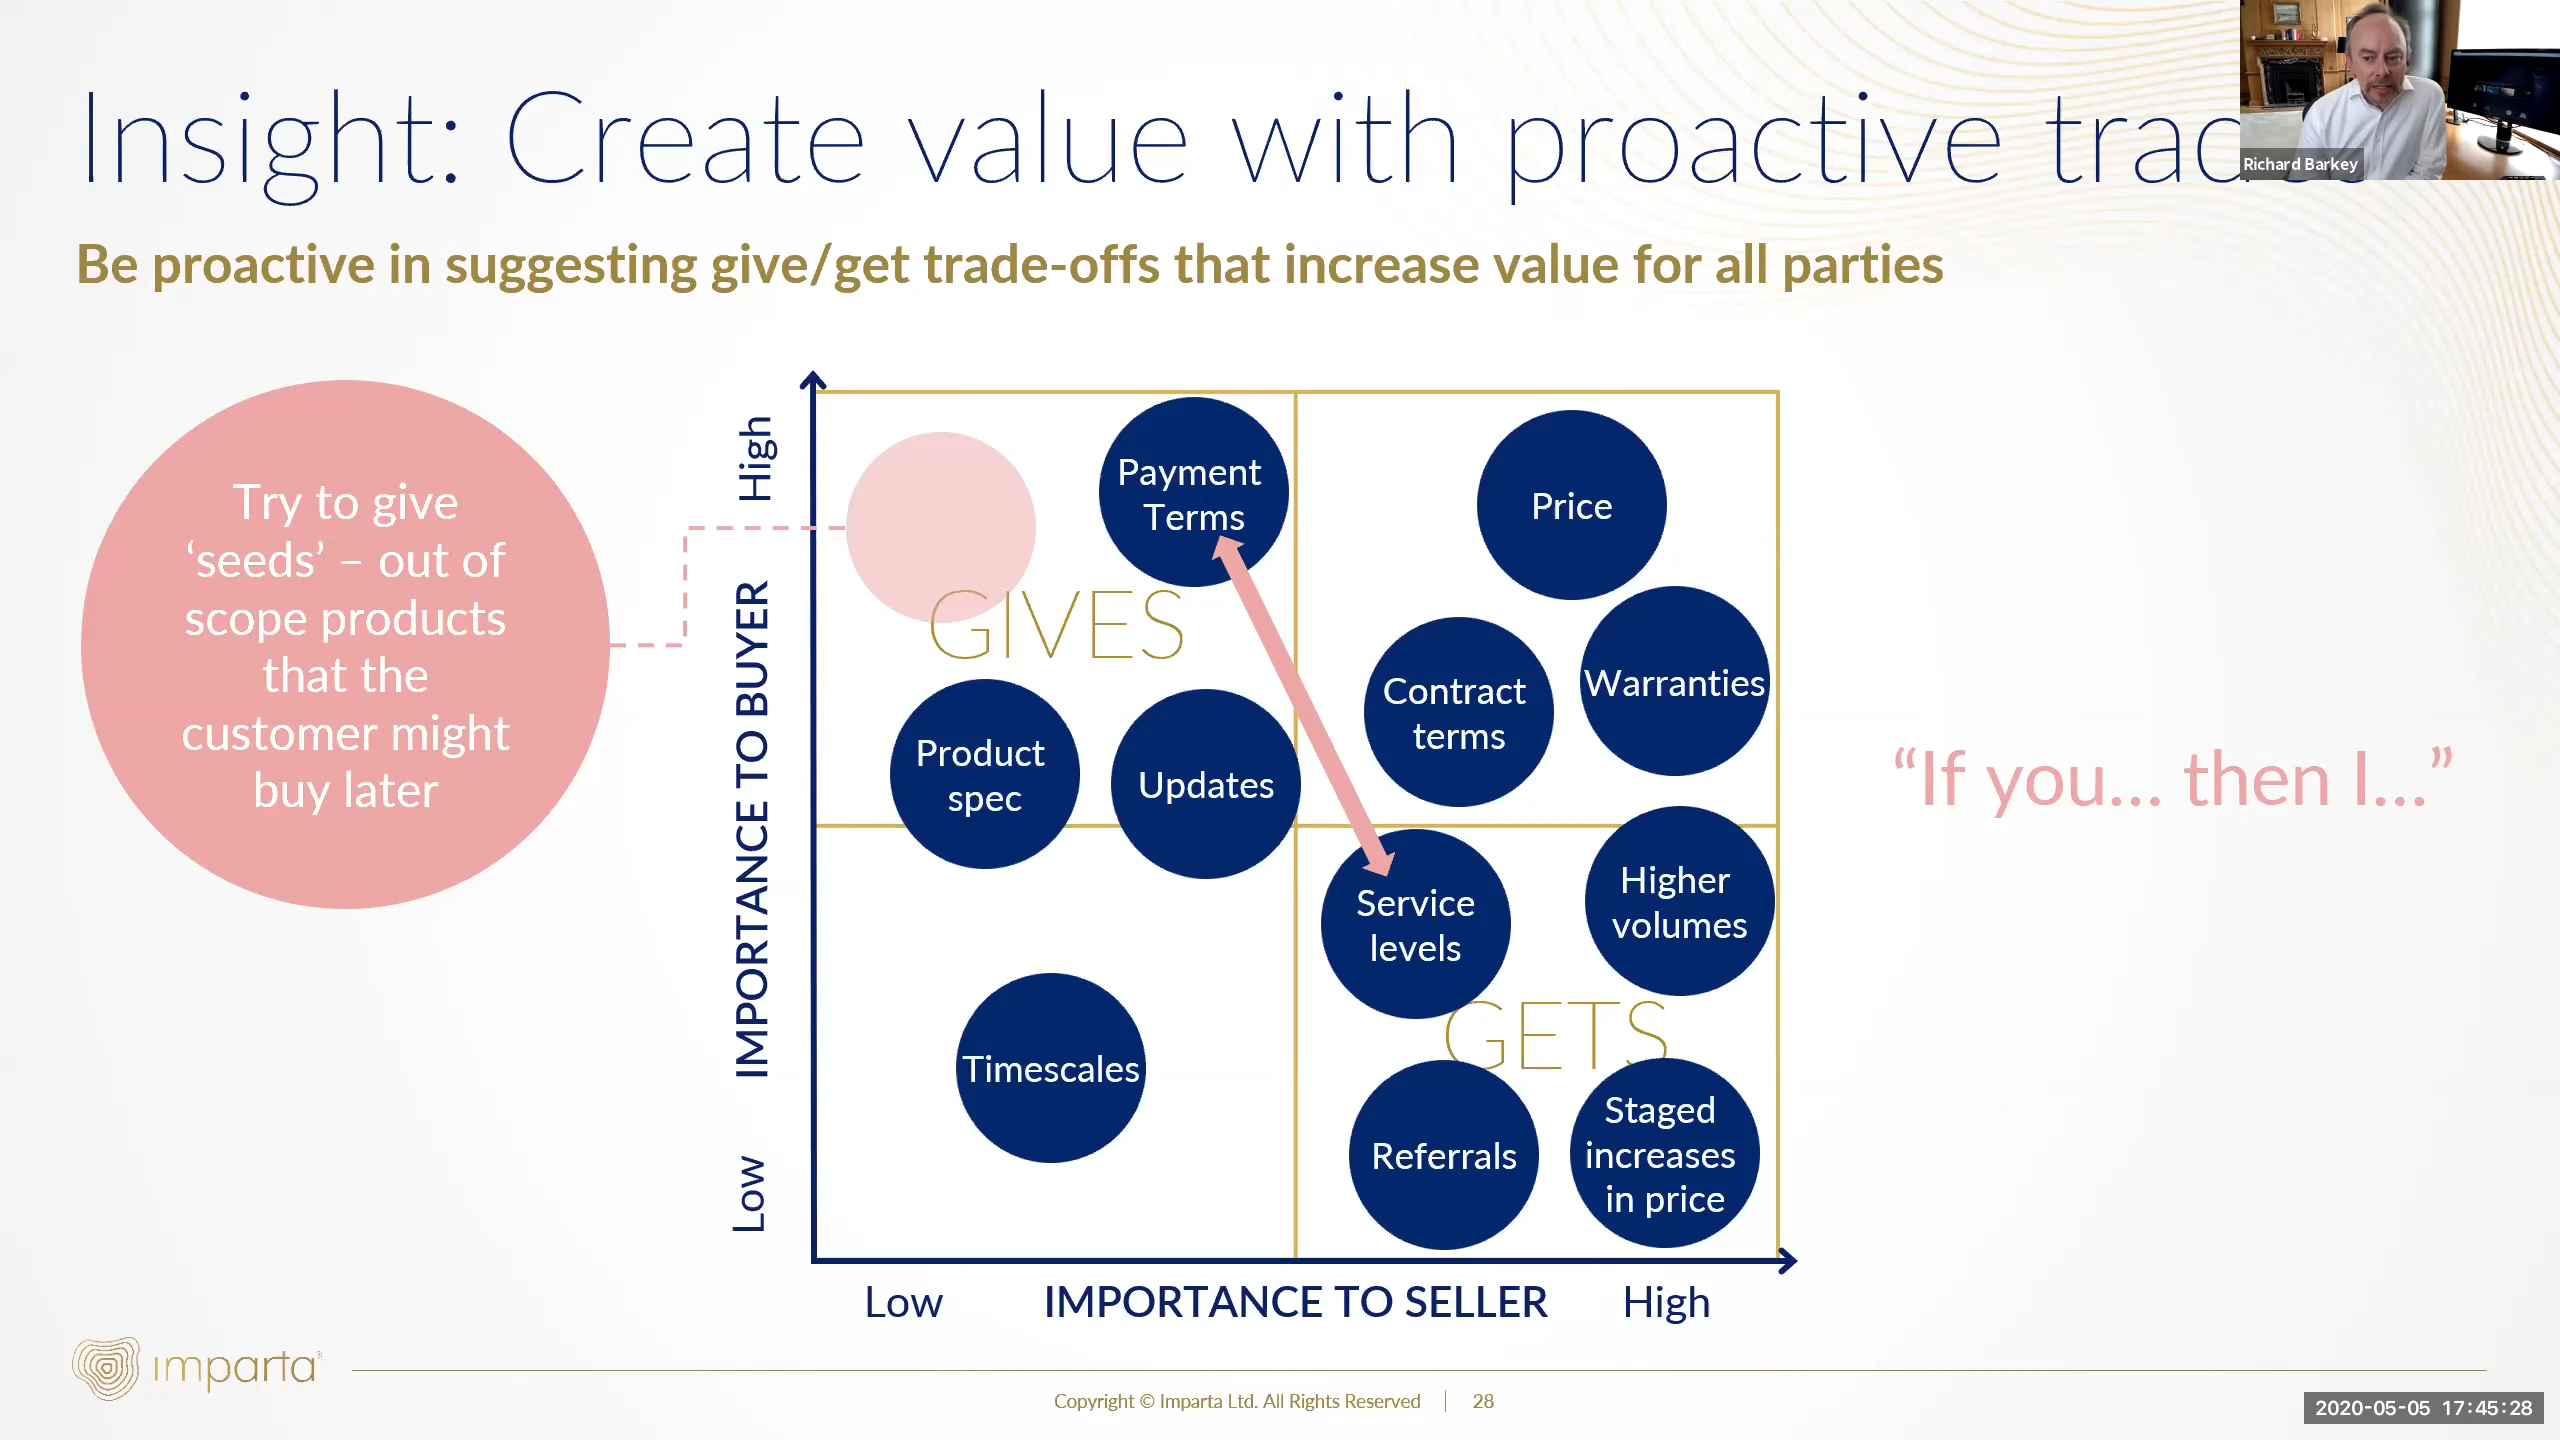 Insight: Create value with proactive
Richard Barkey
Be proactive in suggesting give/get trade-offs that increase value for all parties
Try to give
‘seeds’ – out of
scope products
that the
customer might
buy later
High
IMPORTANCE TO BUYER
Low
Payment
Terms
Price
GIVES
Contract
terms
Warranties
Product
spec
Updates
“If you... then I...”
Service
levels
Higher
volumes
GETS
Timescales
Referrals
Staged
increases
in price
Low
IMPORTANCE TO SELLER
High
imparta
Copyright © Imparta Ltd. All Rights Reserved | 28
2020-05-05 17:45:28